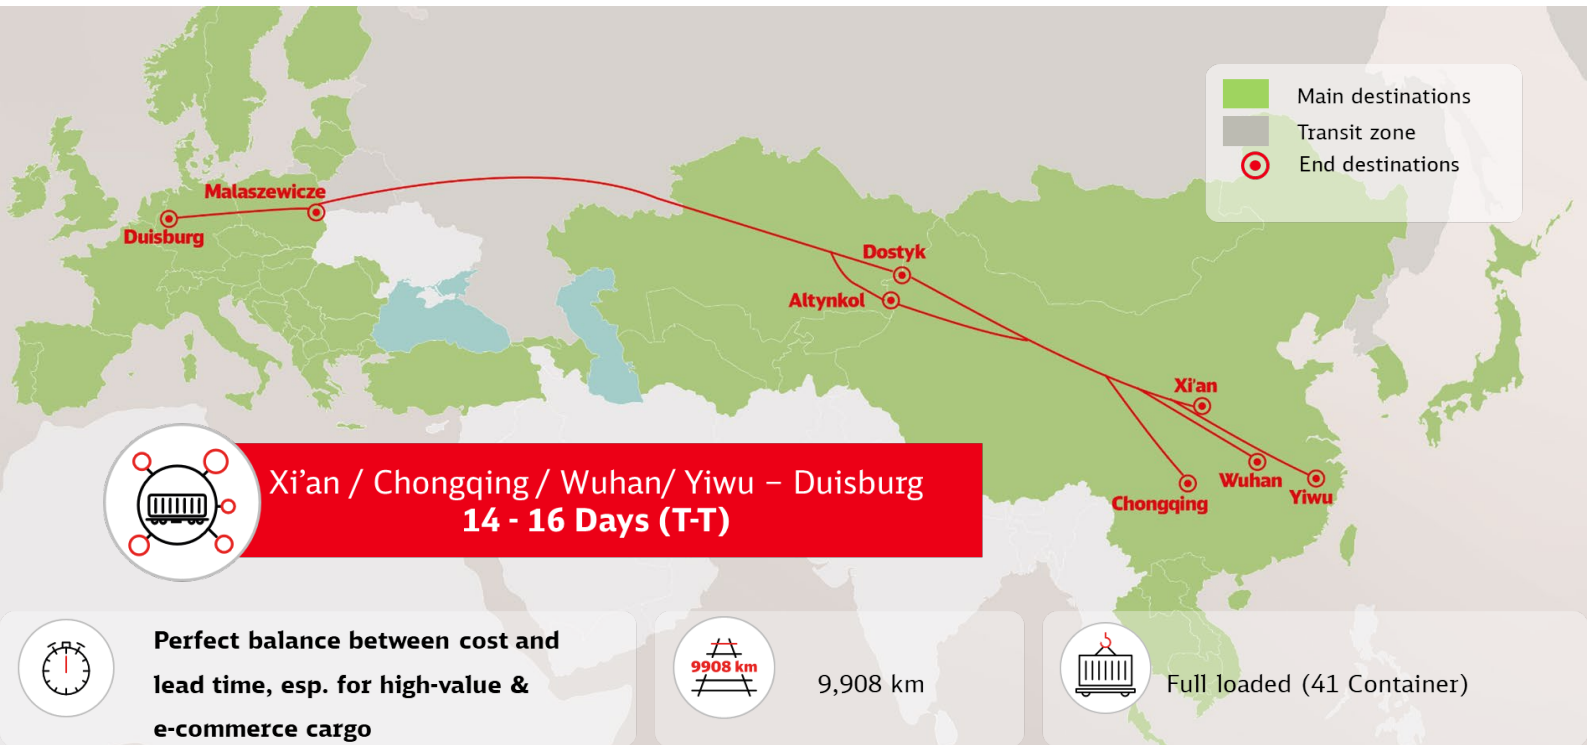 Main destinations
Transit zone
End destinations
Malaszewicze
Duisburg
Dostyk
Altynkol
Xi'an
Wuhan
Yiwu
Chongqing
Xi’an / Chongqing / Wuhan/ Yiwu – Duisburg
14 - 16 Days (T-T)
Perfect balance between cost and
lead time, esp. for high-value &
e-commerce cargo
9908 km
9,908 km
Full loaded (41 Container)